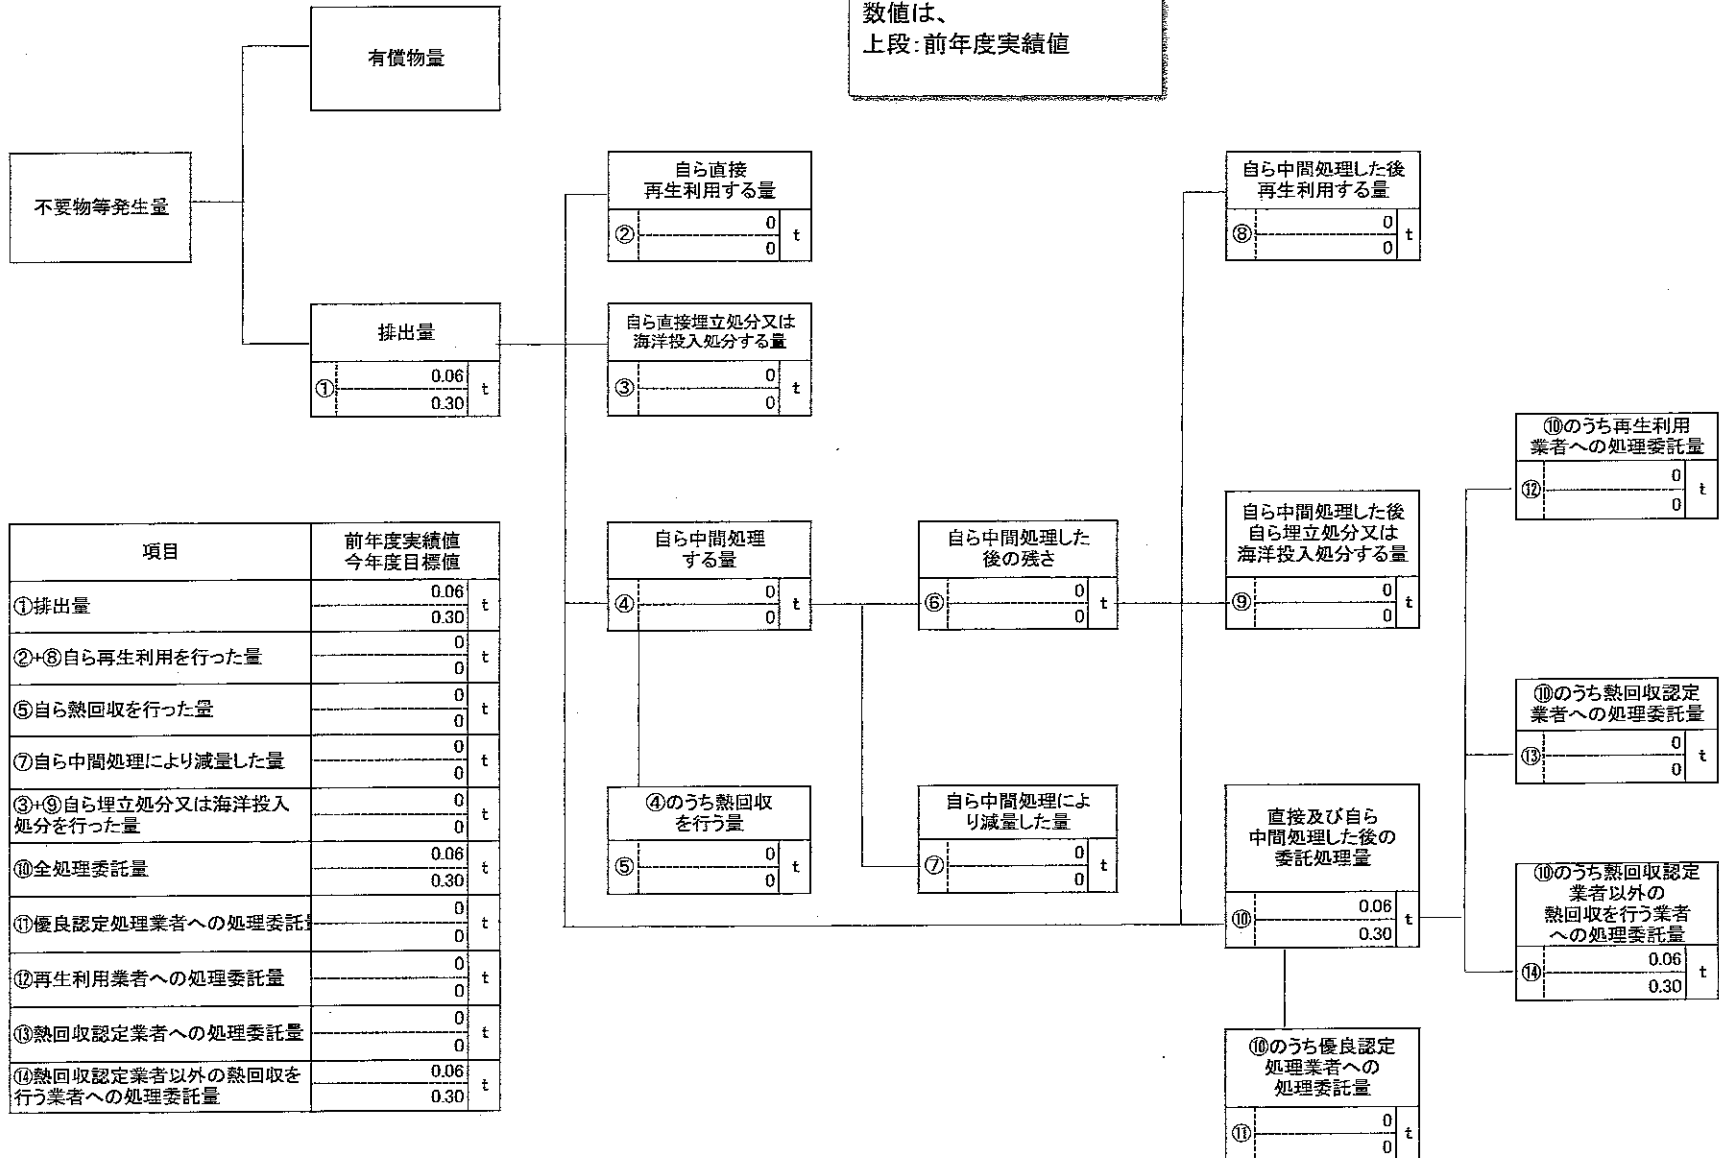 数値は、
上段:前年度実績値
有償物量
不要物等発生量
排出量
① 0.06 t
0.30
自ら直接
再生利用する量
② 0 t
0
自ら直接埋立処分又は
海洋投入処分する量
③ 0 t
0
自ら中間処理
する量
④ 0 t
0
④のうち熱回収
を行う量
⑤ 0 t
0
自ら中間処理した
後の残さ
⑥ 0 t
0
自ら中間処理によ
り減量した量
⑦ 0 t
0
自ら中間処理した後
再生利用する量
⑧ 0 t
0
自ら中間処理した後
自ら埋立処分又は
海洋投入処分する量
⑨ 0 t
0
直接及び自ら
中間処理した後の
委託処理量
⑩ 0.06 t
0.30
⑩のうち優良認定
処理業者への
処理委託量
⑪ 0 t
0
⑩のうち再生利用
業者への処理委託量
⑫ 0 t
0
⑩のうち熱回収認定
業者への処理委託量
⑬ 0 t
0
⑩のうち熱回収認定
業者以外の
熱回収を行う業者
への処理委託量
⑭ 0.06 t
0.30
項目 前年度実績値
今年度目標値
①排出量 0.06 t
0.30
②+⑧自ら再生利用を行った量 0 t
0
⑤自ら熱回収を行った量 0 t
0
⑦自ら中間処理により減量した量 0 t
0
③+⑨自ら埋立処分又は海洋投入 0 t
処分を行った量 0
⑩全処理委託量 0.06 t
0.30
⑪優良認定処理業者への処理委託 0 t
0
⑫再生利用業者への処理委託量 0 t
0
⑬熱回収認定業者への処理委託量 0 t
0
⑭熱回収認定業者以外の熱回収を 0.06 t
行う業者への処理委託量 0.30